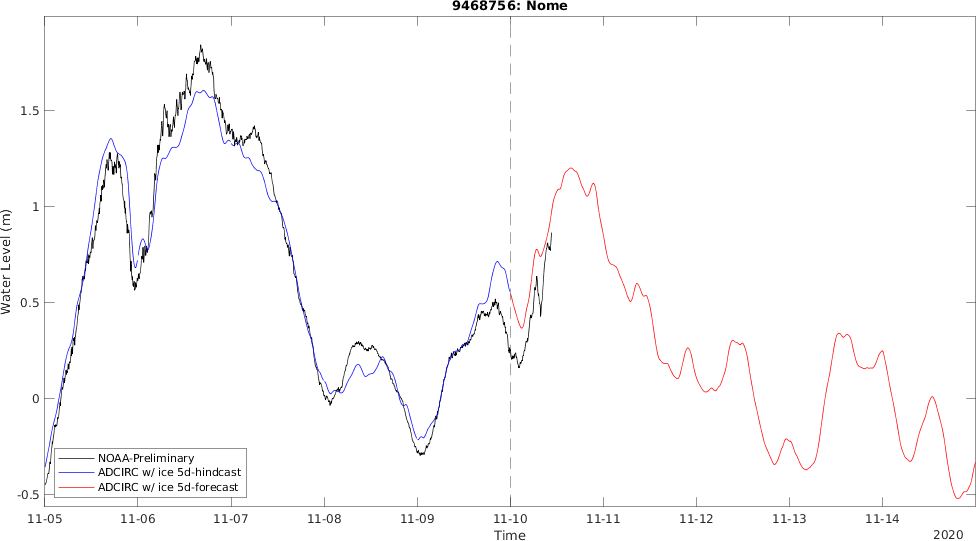 9468756: Nome
Water Level (m)
1.5
1
0.5
0
-0.5
NOAA-Preliminary
ADCIRC w/ ice 5d-hindcast
ADCIRC w/ ice 5d-forecast
11-05 11-06 11-07 11-08 11-09 11-10 11-11 11-12 11-13 11-14
Time
2020